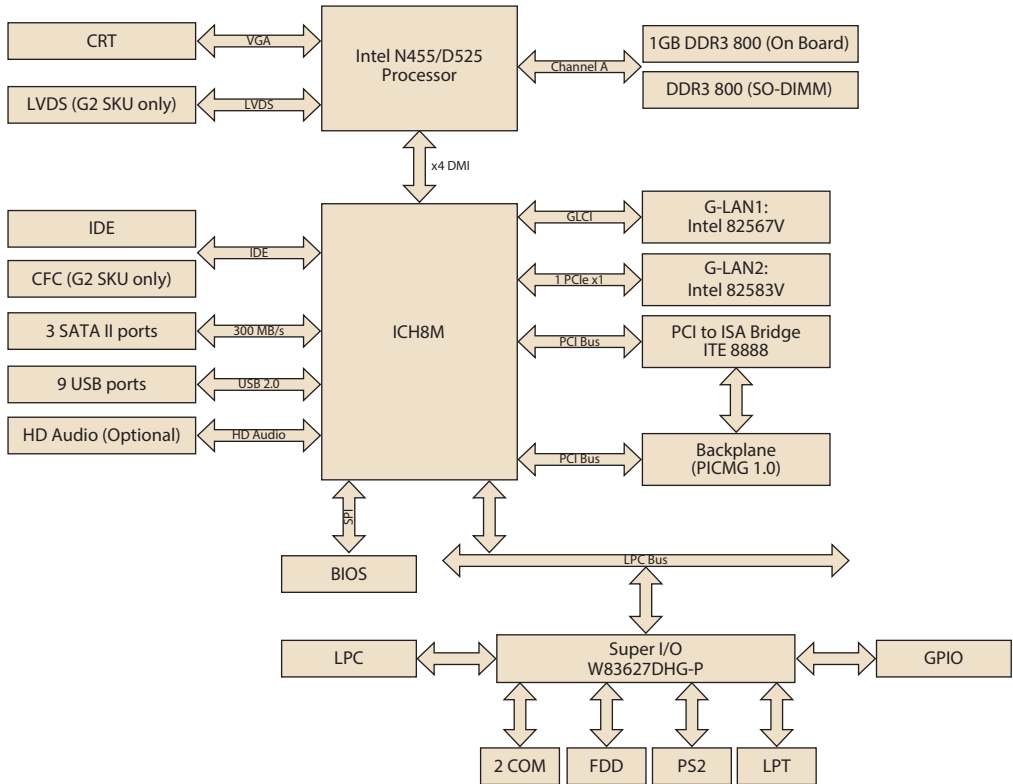 CRT
VGA
Intel N455/D525
Processor
Channel A
1GB DDR3 800 (On Board)
DDR3 800 (SO-DIMM)
LVDS (G2 SKU only)
LVDS
x4 DMI
IDE
CFC (G2 SKU only)
IDE
3 SATA II ports
300 MB/s
9 USB ports
USB 2.0
HD Audio (Optional)
HD Audio
ICH8M
GLCI
G-LAN1:
Intel 82567V
1 PCIe x1
G-LAN2:
Intel 82583V
PCI Bus
PCI to ISA Bridge
ITE 8888
PCI Bus
Backplane
(PICMG 1.0)
SPI
BIOS
LPC Bus
LPC
Super I/O
W83627DHG-P
GPIO
2 COM
FDD
PS2
LPT